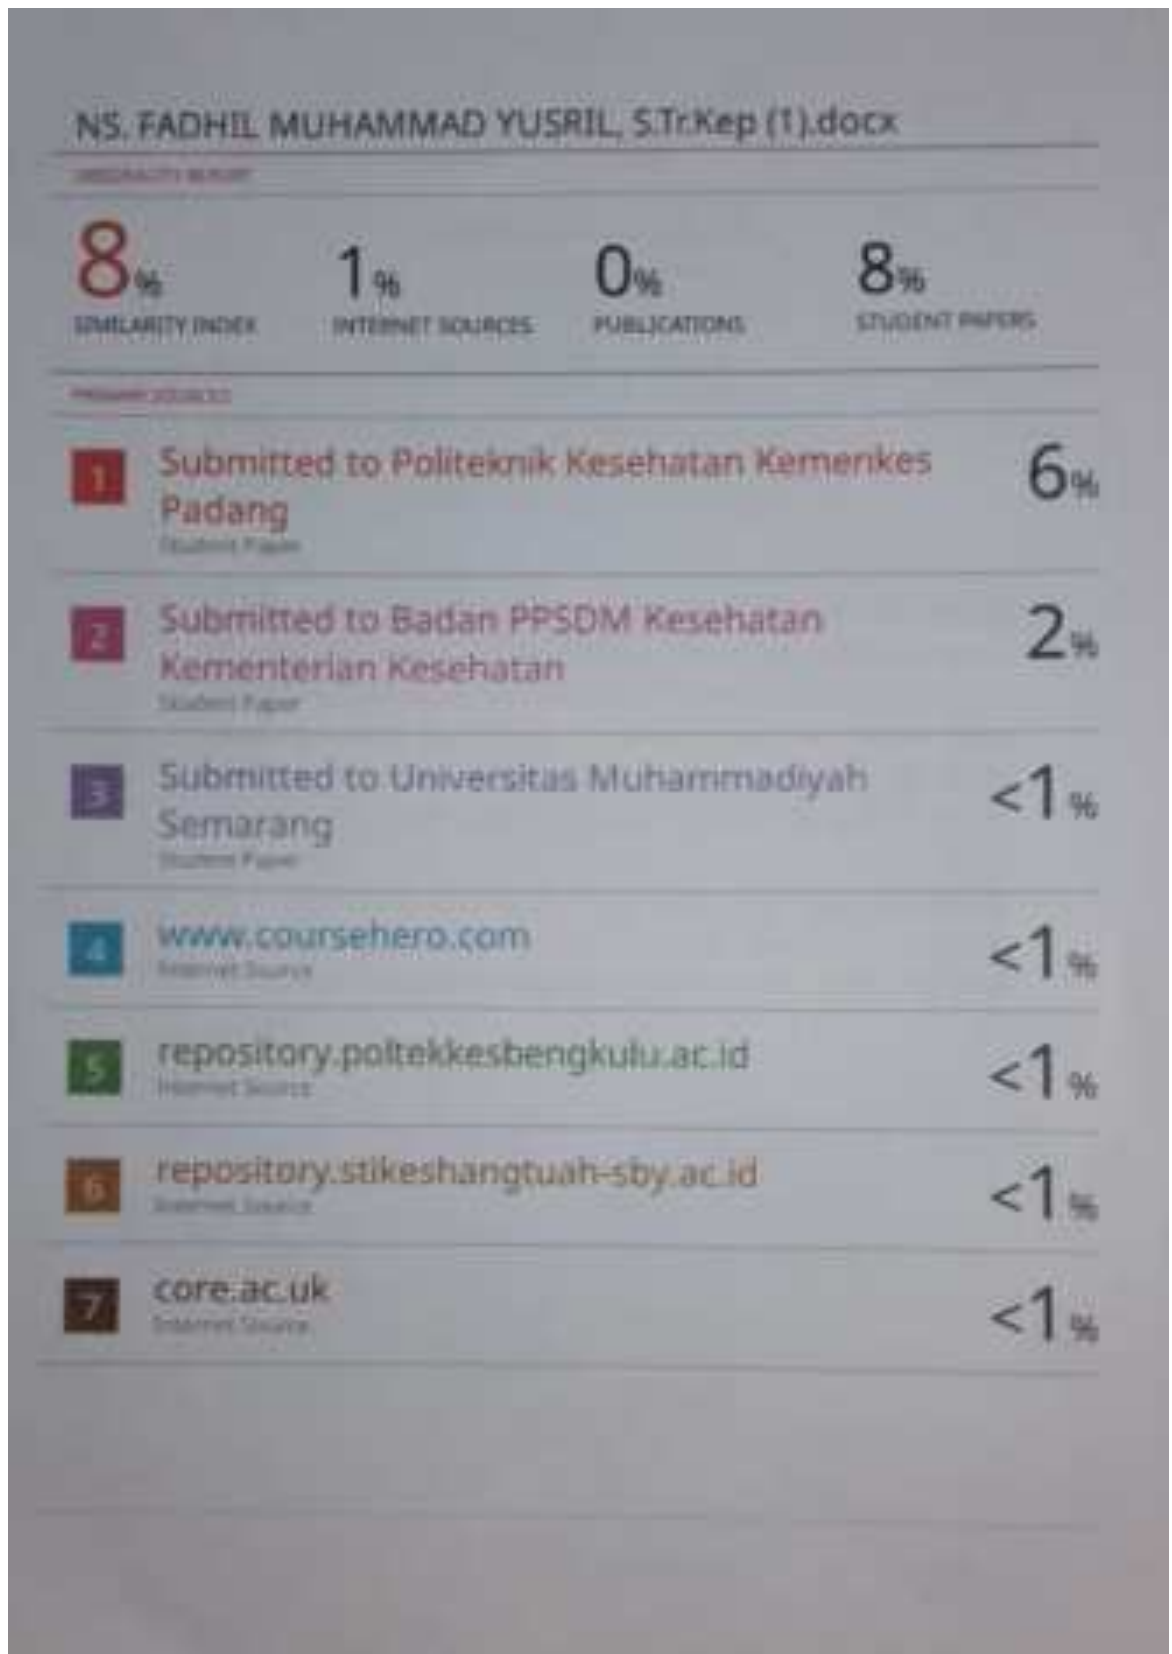 NS. FADHIL MUHAMMAD YUSRIL, S.Tr.Kep (1).docx
ORIGINALITY REPORT
8%
1%
0%
8%
SIMILARITY INDEX
INTERNET SOURCES
PUBLICATIONS
STUDENT PAPERS
PRIMARY SOURCES
1
Submitted to Politeknik Kesehatan Kemenkes
Padang
Student Paper
6%
2
Submitted to Badan PPSDM Kesehatan
Kementerian Kesehatan
Student Paper
2%
3
Submitted to Universitas Muhammadiyah
Semarang
Student Paper
<1%
4
www.coursehero.com
Internet Source
<1%
5
repository.poltekkesbengkulu.ac.id
Internet Source
<1%
6
repository.stikeshangtuah-sby.ac.id
Internet Source
<1%
7
core.ac.uk
Internet Source
<1%